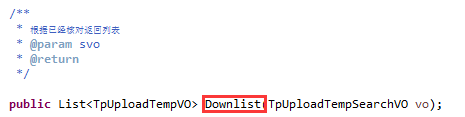 /**
 * 根据已经核对返回列表
 * @param svo
 * @return
 */
public List<TpUploadTempVO> Downlist(TpUploadTempSearchVO vo);